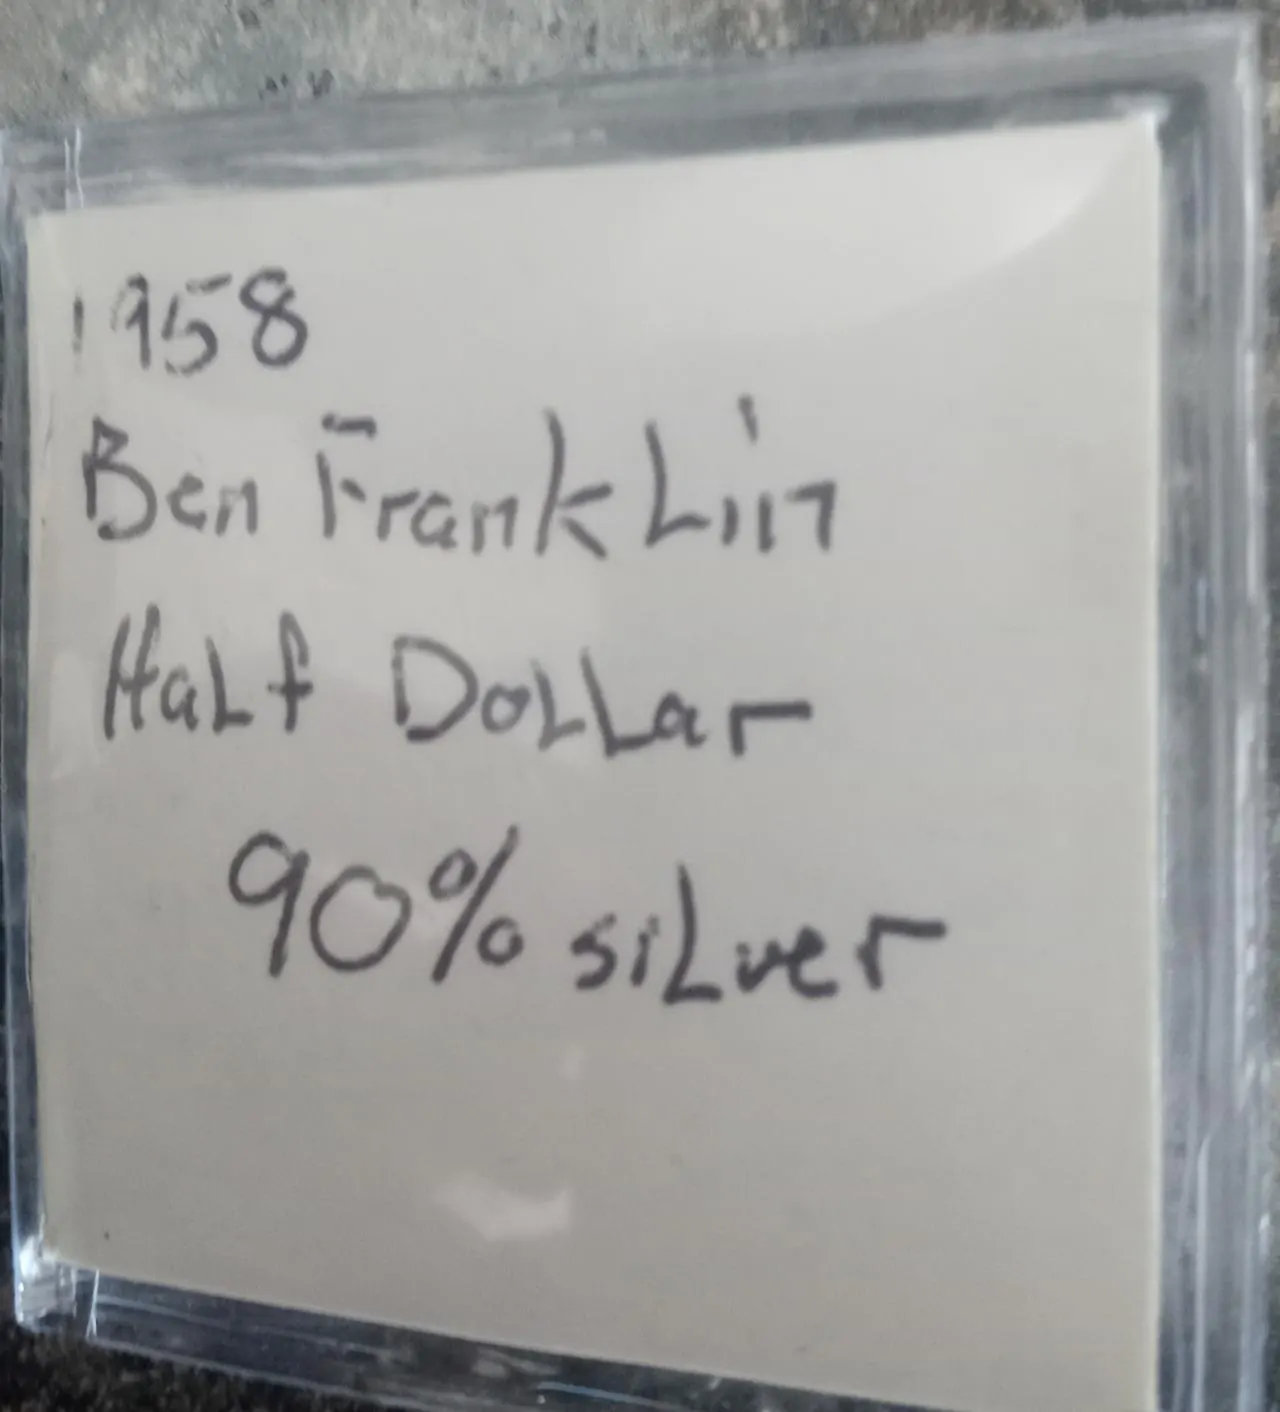 1958
Ben FrankLin
HaLf DoLLar
90% siLver